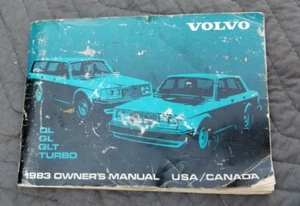 VOLVO
DL
GL
GLT
TURBO
1983 OWNER'S MANUAL USA/CANADA